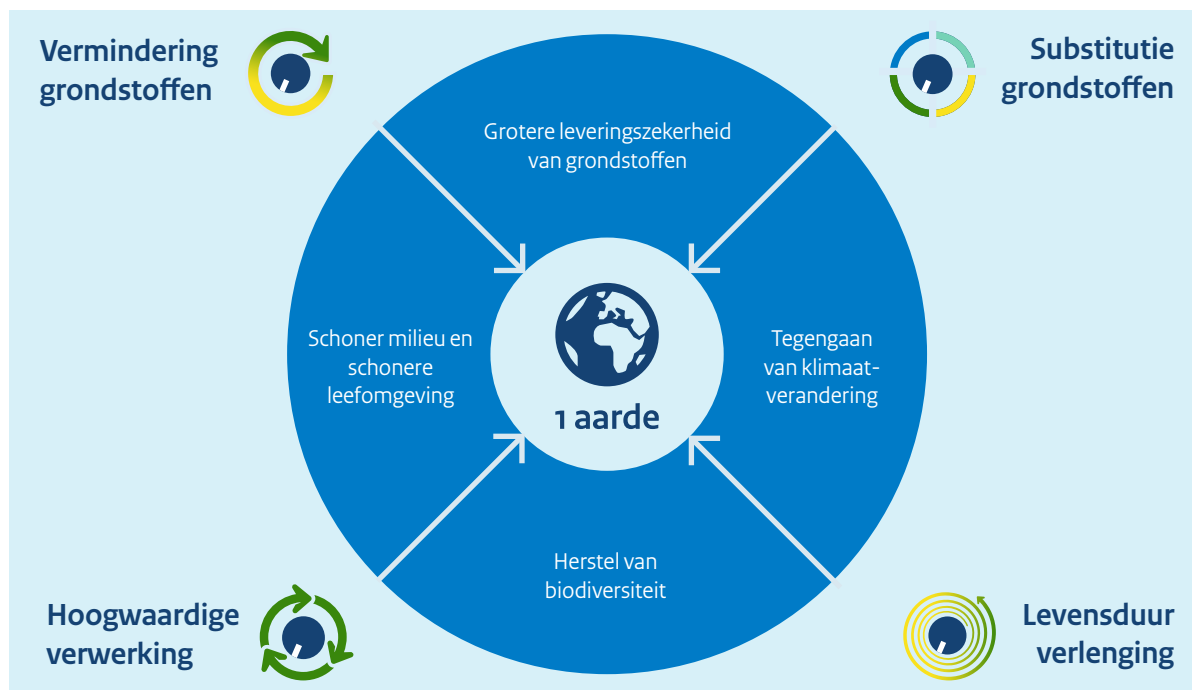 Vermindering
grondstoffen
Substitutie
grondstoffen
Grotere leveringszekerheid
van grondstoffen
Schoner milieu en
schonere
leefomgeving
1 aarde
Tegengaan
van klimaat-
verandering
Herstel van
biodiversiteit
Hoogwaardige
verwerking
Levensduur
verlenging